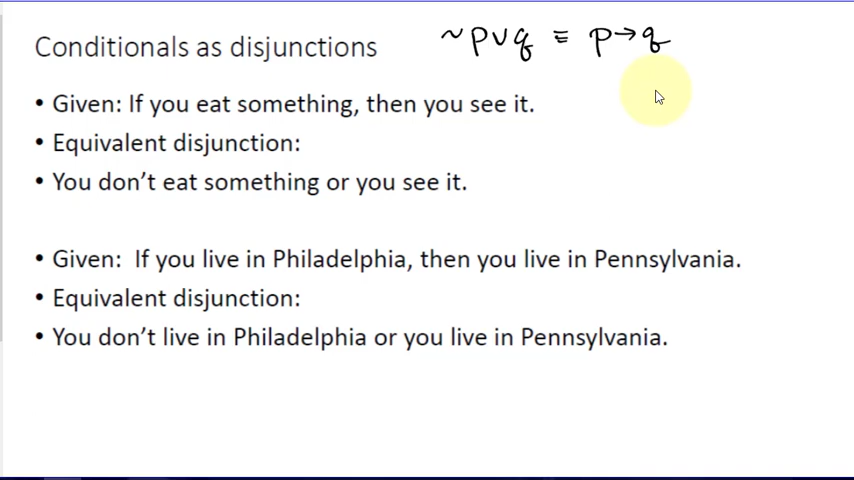 Conditionals as disjunctions ~p∨q ≡ p→q
• Given: If you eat something, then you see it.
• Equivalent disjunction:
• You don't eat something or you see it.
• Given: If you live in Philadelphia, then you live in Pennsylvania.
• Equivalent disjunction:
• You don't live in Philadelphia or you live in Pennsylvania.